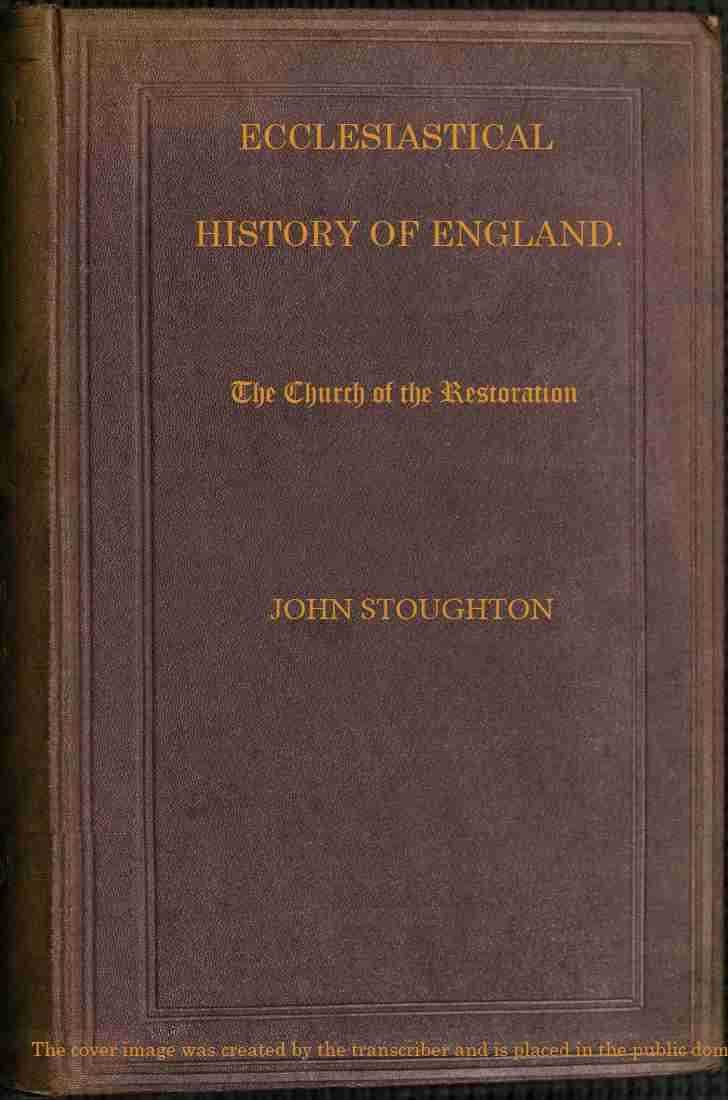 ECCLESIASTICAL
HISTORY OF ENGLAND.
The Church of the Restoration
JOHN STOUGHTON
The cover image was created by the transcriber and is placed in the public dom